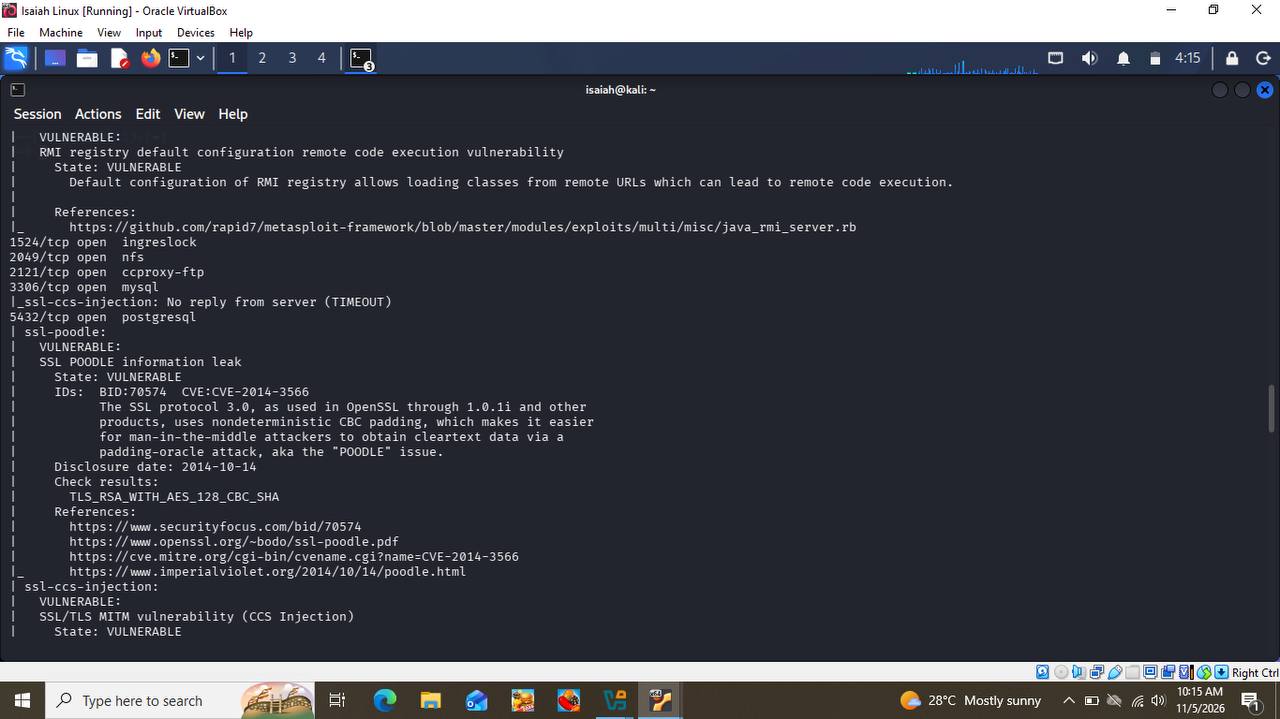 Isaiah Linux [Running] - Oracle VirtualBox
File Machine View Input Devices Help
1 2 3 4 3 4:15
isaiah@kali: ~
Session Actions Edit View Help
|   VULNERABLE:
|   RMI registry default configuration remote code execution vulnerability
|     State: VULNERABLE
|       Default configuration of RMI registry allows loading classes from remote URLs which can lead to remote code execution.
|
|     References:
|_      https://github.com/rapid7/metasploit-framework/blob/master/modules/exploits/multi/misc/java_rmi_server.rb
1524/tcp open  ingreslock
2049/tcp open  nfs
2121/tcp open  ccproxy-ftp
3306/tcp open  mysql
|_ssl-ccs-injection: No reply from server (TIMEOUT)
5432/tcp open  postgresql
| ssl-poodle:
|   VULNERABLE:
|   SSL POODLE information leak
|     State: VULNERABLE
|     IDs:  BID:70574  CVE:CVE-2014-3566
|           The SSL protocol 3.0, as used in OpenSSL through 1.0.1i and other
|           products, uses nondeterministic CBC padding, which makes it easier
|           for man-in-the-middle attackers to obtain cleartext data via a
|           padding-oracle attack, aka the "POODLE" issue.
|     Disclosure date: 2014-10-14
|     Check results:
|       TLS_RSA_WITH_AES_128_CBC_SHA
|     References:
|       https://www.securityfocus.com/bid/70574
|       https://www.openssl.org/~bodo/ssl-poodle.pdf
|       https://cve.mitre.org/cgi-bin/cvename.cgi?name=CVE-2014-3566
|_      https://www.imperialviolet.org/2014/10/14/poodle.html
| ssl-ccs-injection:
|   VULNERABLE:
|   SSL/TLS MITM vulnerability (CCS Injection)
|     State: VULNERABLE
Right Ctrl
Type here to search
28°C Mostly sunny
10:15 AM
11/5/2026
1